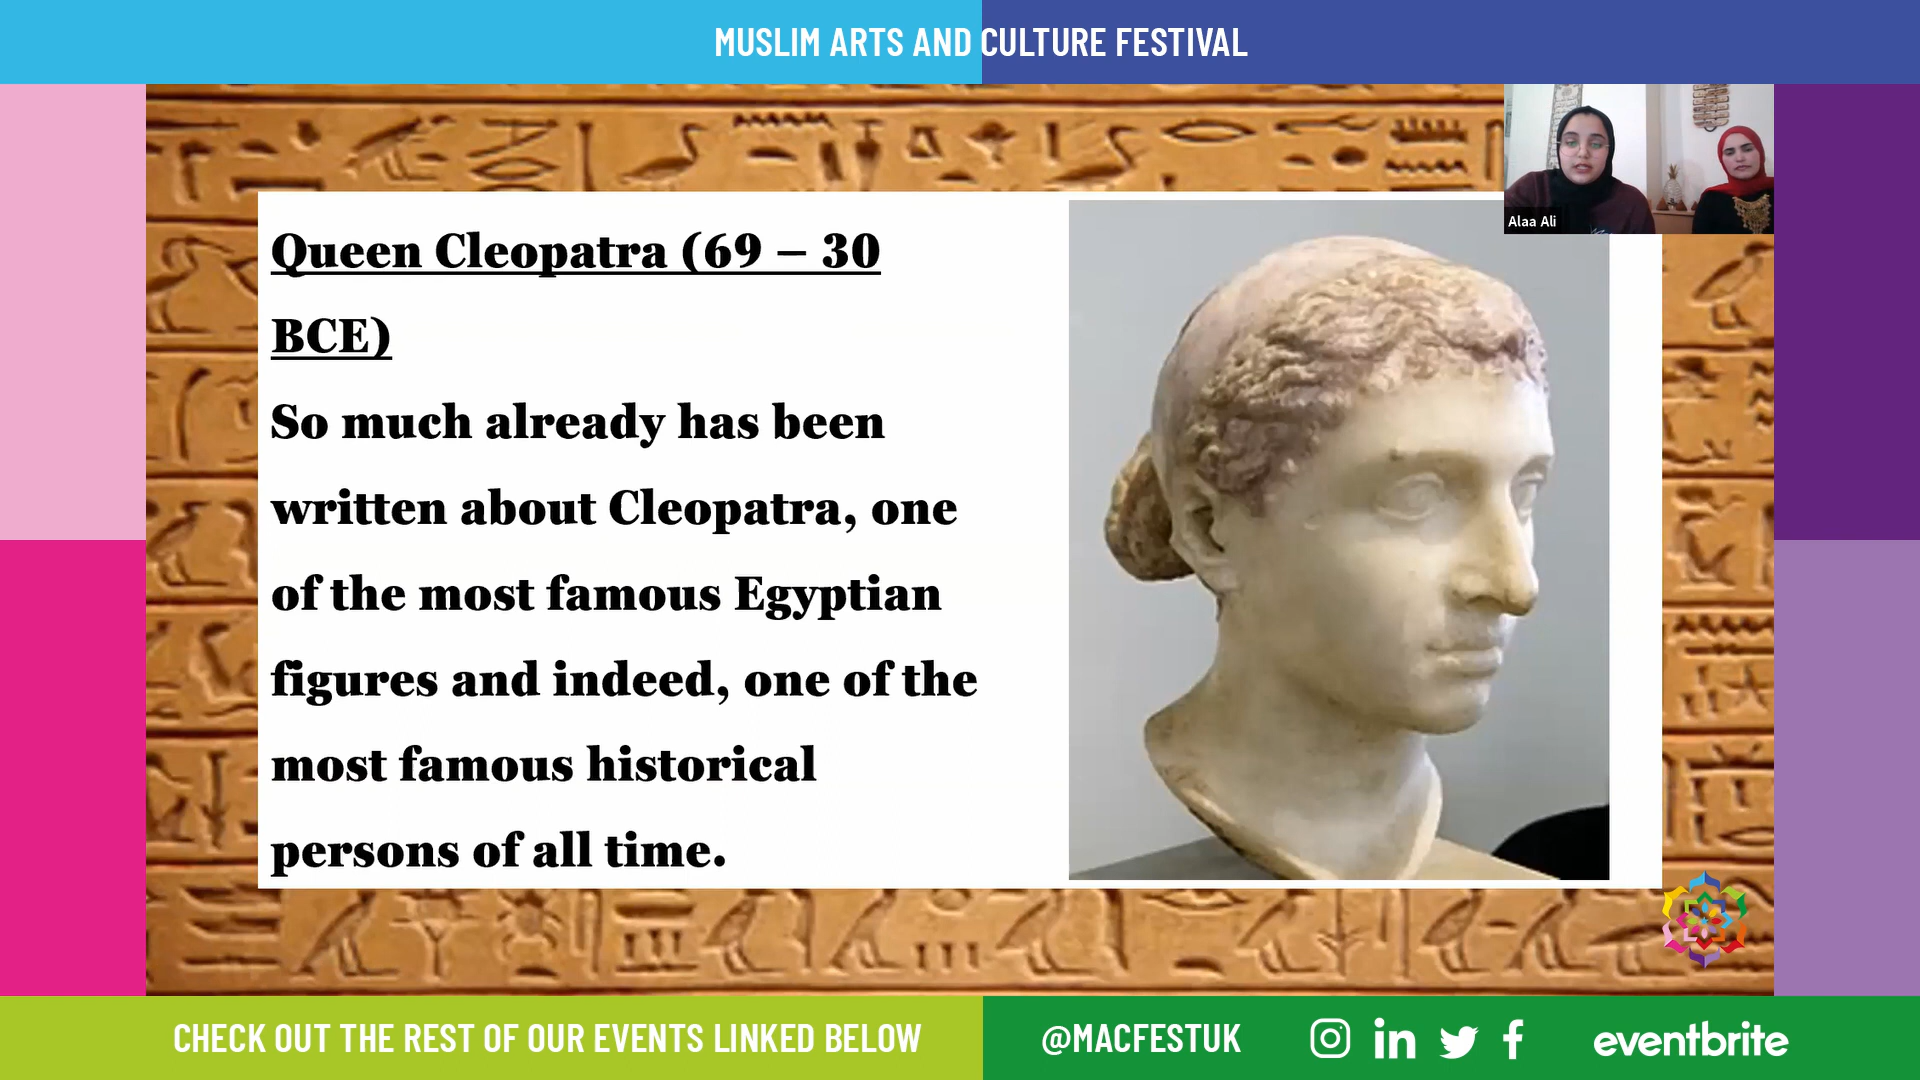 MUSLIM ARTS AND CULTURE FESTIVAL
Alaa Ali
Queen Cleopatra (69 – 30
BCE)
So much already has been
written about Cleopatra, one
of the most famous Egyptian
figures and indeed, one of the
most famous historical
persons of all time.
CHECK OUT THE REST OF OUR EVENTS LINKED BELOW
@MACFESTUK
eventbrite